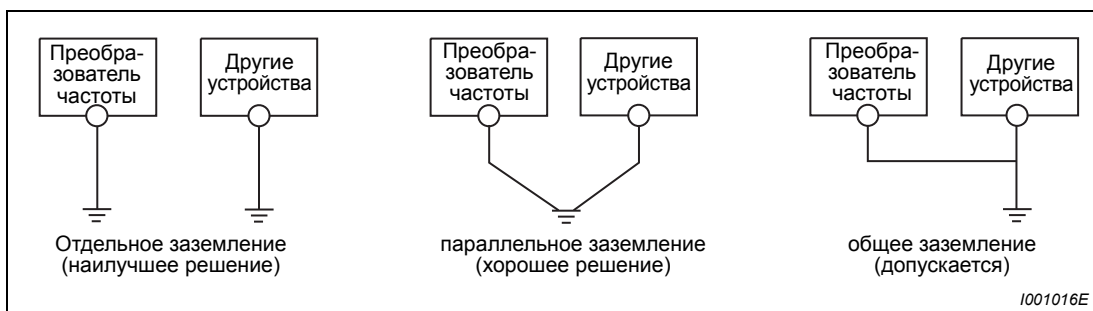 Преобра-
зователь
частоты
Другие
устройства
Преобра-
зователь
частоты
Другие
устройства
Преобра-
зователь
частоты
Другие
устройства
Отдельное заземление
(наилучшее решение)
параллельное заземление
(хорошее решение)
общее заземление
(допускается)
I001016E